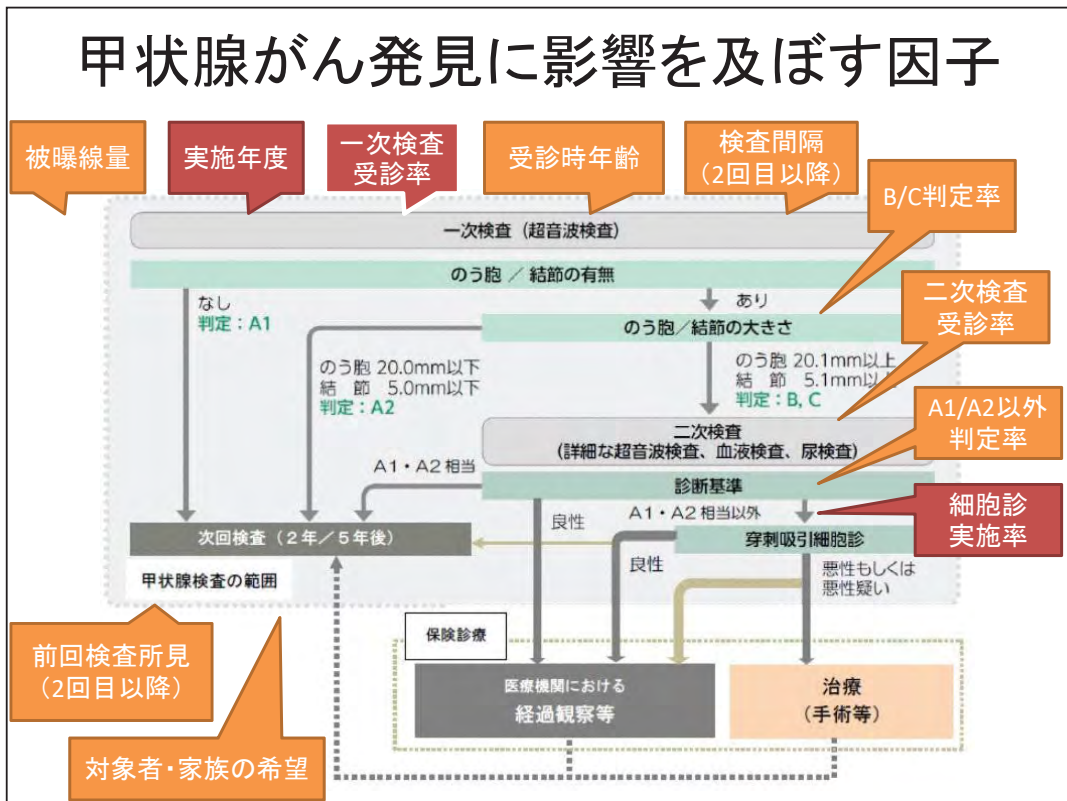 甲状腺がん発見に影響を及ぼす因子
被曝線量
実施年度
一次検査
受診率
受診時年齢
検査間隔
（2回目以降）
B/C判定率
一次検査（超音波検査）
のう胞 ／ 結節の有無
なし
判定：A1
あり
二次検査
受診率
のう胞／結節の大きさ
のう胞 20.0mm以下
結　節　5.0mm以下
判定：A2
のう胞 20.1mm以上
結　節　5.1mm以上
判定：B, C
A1/A2以外
判定率
二次検査
（詳細な超音波検査、血液検査、尿検査）
A1・A2 相当
診断基準
細胞診
実施率
良性
A1・A2 相当以外
次回検査（２年／５年後）
穿刺吸引細胞診
良性
悪性もしくは
悪性疑い
甲状腺検査の範囲
前回検査所見
（2回目以降）
保険診療
医療機関における
経過観察等
治療
（手術等）
対象者・家族の希望